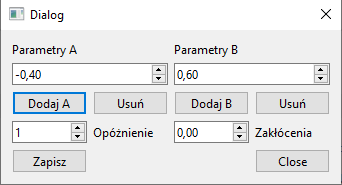 Dialog
Parametry A Parametry B
-0,40 0,60
Dodaj A Usuń Dodaj B Usuń
1 Opóźnienie 0,00 Zakłócenia
Zapisz Close